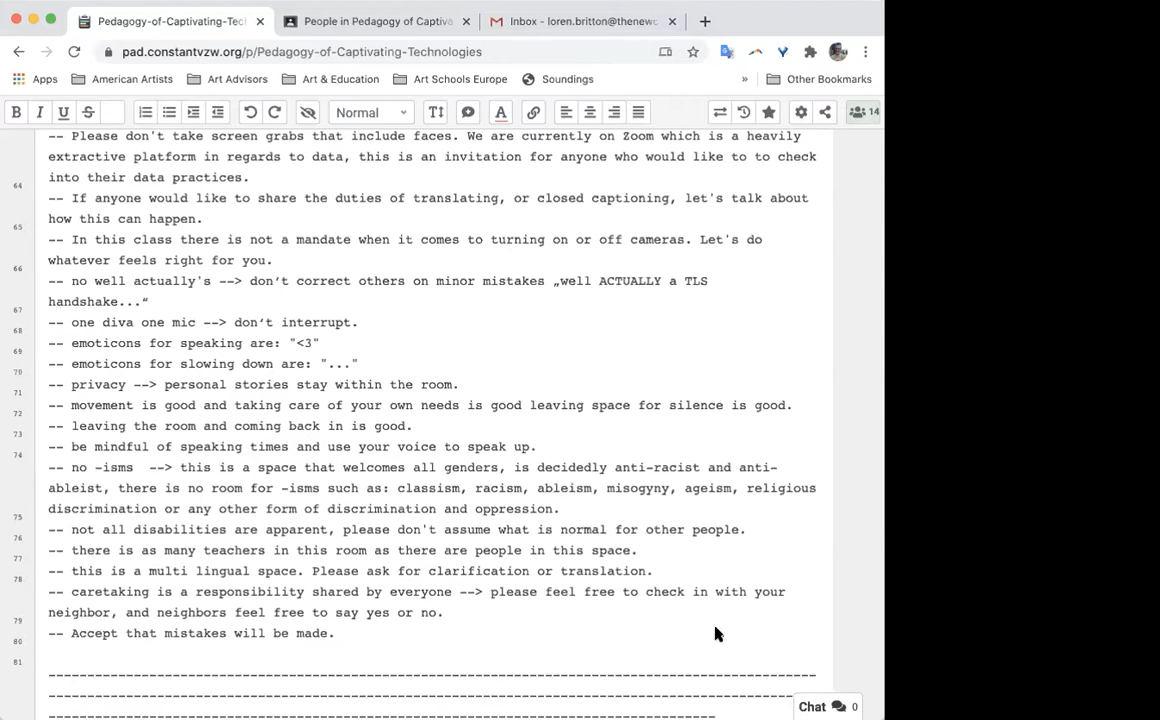 Pedagogy-of-Captivating-Tecl
People in Pedagogy of Captiva
Inbox - loren.britton@thenewc
pad.constantvzw.org/p/Pedagogy-of-Captivating-Technologies
Apps
American Artists
Art Advisors
Art & Education
Art Schools Europe
Soundings
»
Other Bookmarks
B I U S
Normal
14
-- Please don't take screen grabs that include faces. We are currently on Zoom which is a heavily
extractive platform in regards to data, this is an invitation for anyone who would like to to check
into their data practices.
64
-- If anyone would like to share the duties of translating, or closed captioning, let's talk about
how this can happen.
65
-- In this class there is not a mandate when it comes to turning on or off cameras. Let's do
whatever feels right for you.
66
-- no well actually's --> don‘t correct others on minor mistakes „well ACTUALLY a TLS
handshake...“
67
-- one diva one mic --> don‘t interrupt.
68
-- emoticons for speaking are: "<3"
69
-- emoticons for slowing down are: "..."
70
-- privacy --> personal stories stay within the room.
71
-- movement is good and taking care of your own needs is good leaving space for silence is good.
72
-- leaving the room and coming back in is good.
73
-- be mindful of speaking times and use your voice to speak up.
74
-- no -isms  --> this is a space that welcomes all genders, is decidedly anti-racist and anti-
ableist, there is no room for -isms such as: classism, racism, ableism, misogyny, ageism, religious
discrimination or any other form of discrimination and oppression.
75
-- not all disabilities are apparent, please don't assume what is normal for other people.
76
-- there is as many teachers in this room as there are people in this space.
77
-- this is a multi lingual space. Please ask for clarification or translation.
78
-- caretaking is a responsibility shared by everyone --> please feel free to check in with your
neighbor, and neighbors feel free to say yes or no.
79
-- Accept that mistakes will be made.
80
81
Chat 0